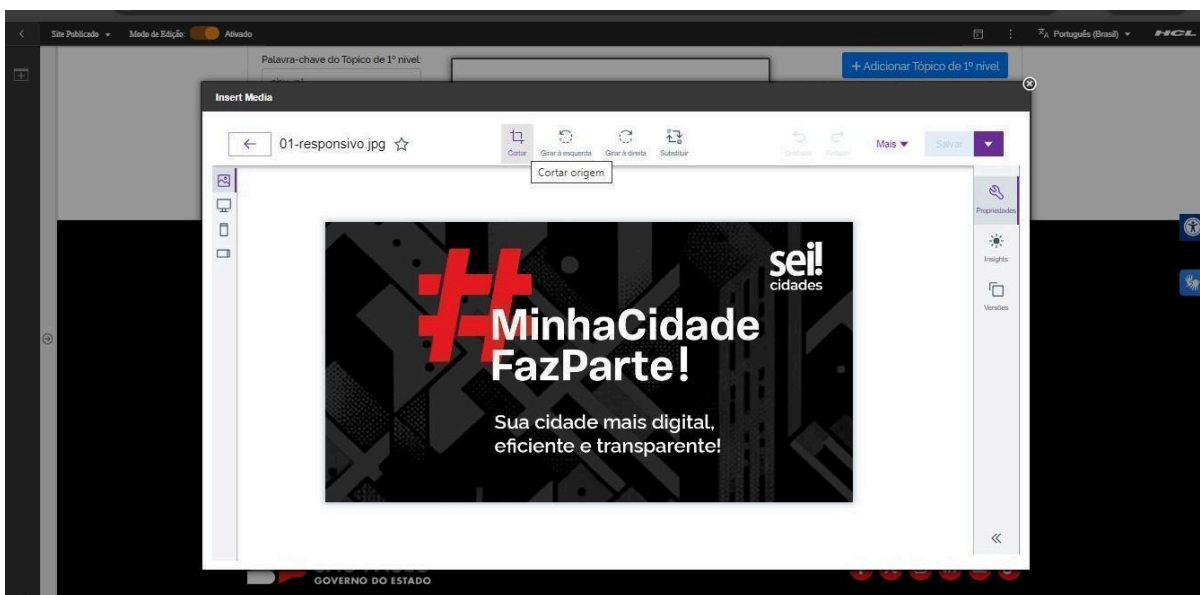 Site Publicado
Modo de Edição:
Ativado
Português (Brasil)
HCL
Palavra-chave do Tópico de 1º nível:
+ Adicionar Tópico de 1º nível
Insert Media
01-responsivo.jpg
Cortar
Girar à esquerda
Girar à direita
Substituir
Mais
Salvar
Cortar origem
Propriedades
Insights
Versões
sei!
cidades
#MinhaCidade
FazParte!
Sua cidade mais digital,
eficiente e transparente!
GOVERNO DO ESTADO